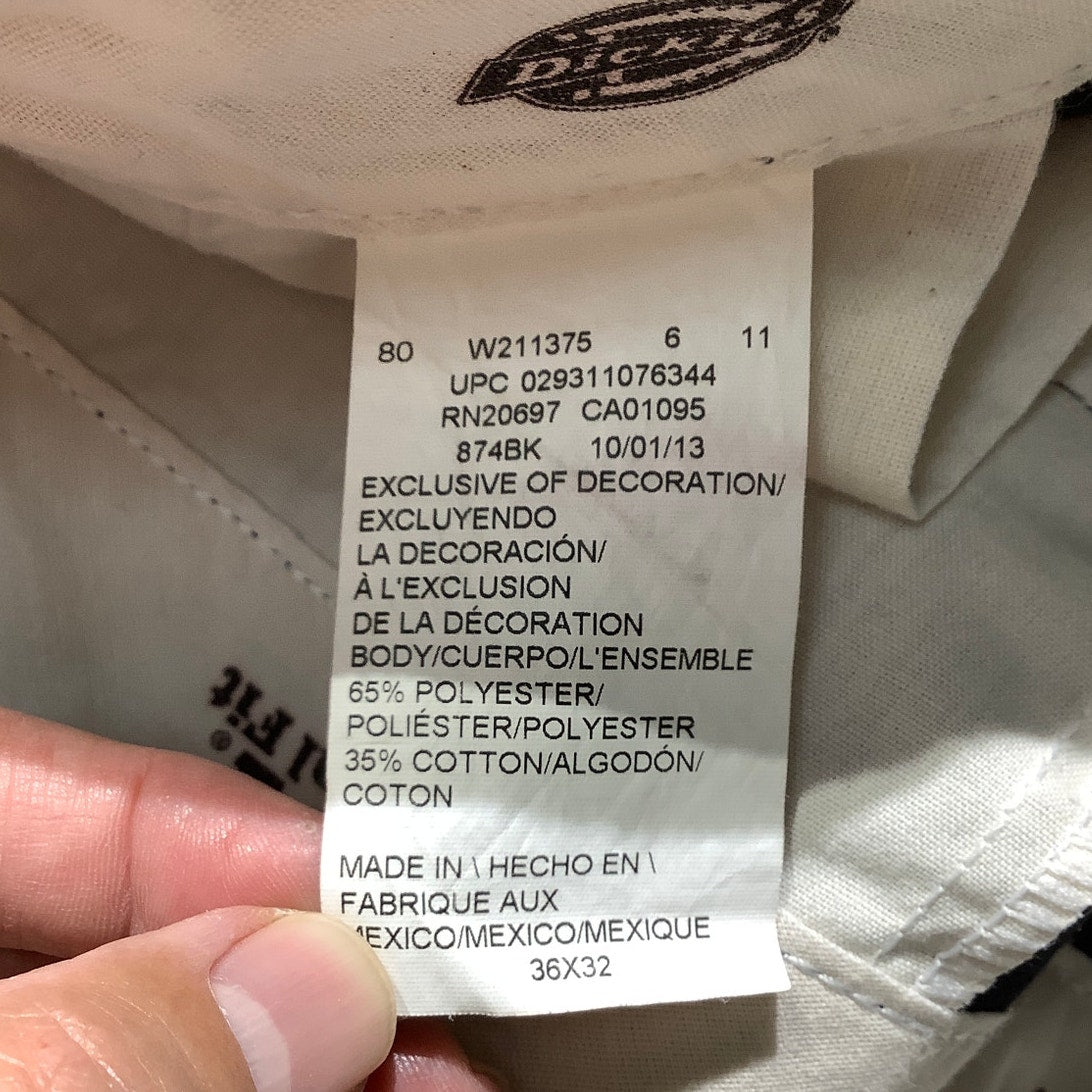 Dickies
80 W211375 6 11
UPC 029311076344
RN20697 CA01095
874BK 10/01/13
EXCLUSIVE OF DECORATION/
EXCLUYENDO
LA DECORACIÓN/
À L'EXCLUSION
DE LA DÉCORATION
BODY/CUERPO/L'ENSEMBLE
65% POLYESTER/
POLIÉSTER/POLYESTER
35% COTTON/ALGODÓN/
COTON
MADE IN \ HECHO EN \
FABRIQUE AUX
MEXICO/MEXICO/MEXIQUE
36X32
Fit